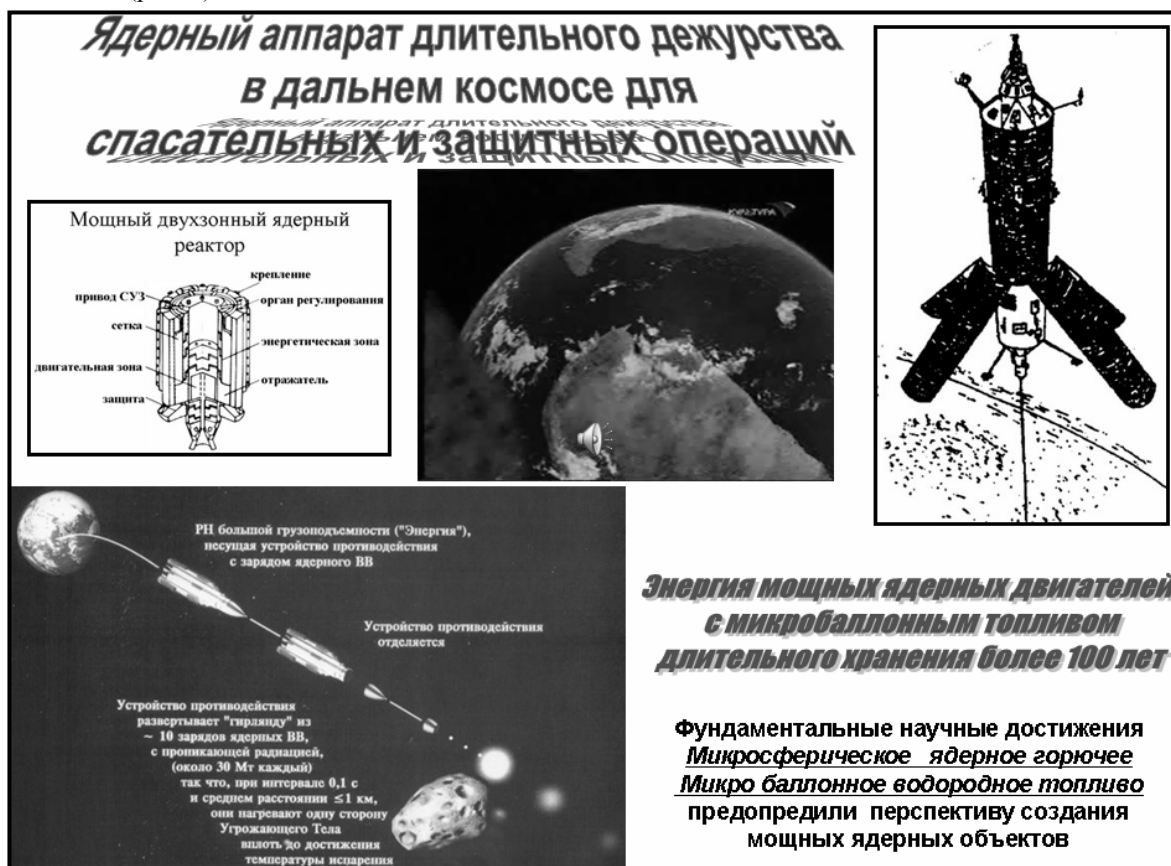 Ядерный аппарат длительного дежурства
в дальнем космосе для
спасательных и защитных операций
Мощный двухзонный ядерный
реактор
крепление
привод СУЗ
орган регулирования
сетка
энергетическая зона
двигательная зона
отражатель
защита
КУЛЬТУРА
РН большой грузоподъемности ("Энергия"),
несущая устройство противодействия
с зарядом ядерного ВВ
Устройство противодействия
отделяется
Устройство противодействия
развертывает "гирлянду" из
~ 10 зарядов ядерных ВВ,
с проникающей радиацией,
(около 30 Мт каждый)
так что, при интервале 0,1 с
и среднем расстоянии ≤1 км,
они нагревают одну сторону
Угрожающего Тела
вплоть до достижения
температуры испарения
Энергия мощных ядерных двигателей
с микробаллонным топливом
длительного хранения более 100 лет
Фундаментальные научные достижения
Микросферическое ядерное горючее
Микро баллонное водородное топливо
предопредили перспективу создания
мощных ядерных объектов